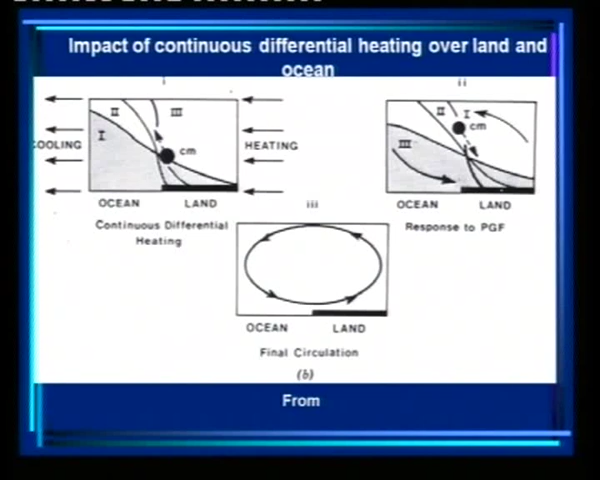 Impact of continuous differential heating over land and
ocean
i
II
III
I
cm
COOLING
HEATING
OCEAN LAND
Continuous Differential
Heating
ii
II
I
cm
III
OCEAN LAND
Response to PGF
iii
OCEAN LAND
Final Circulation
(b)
From